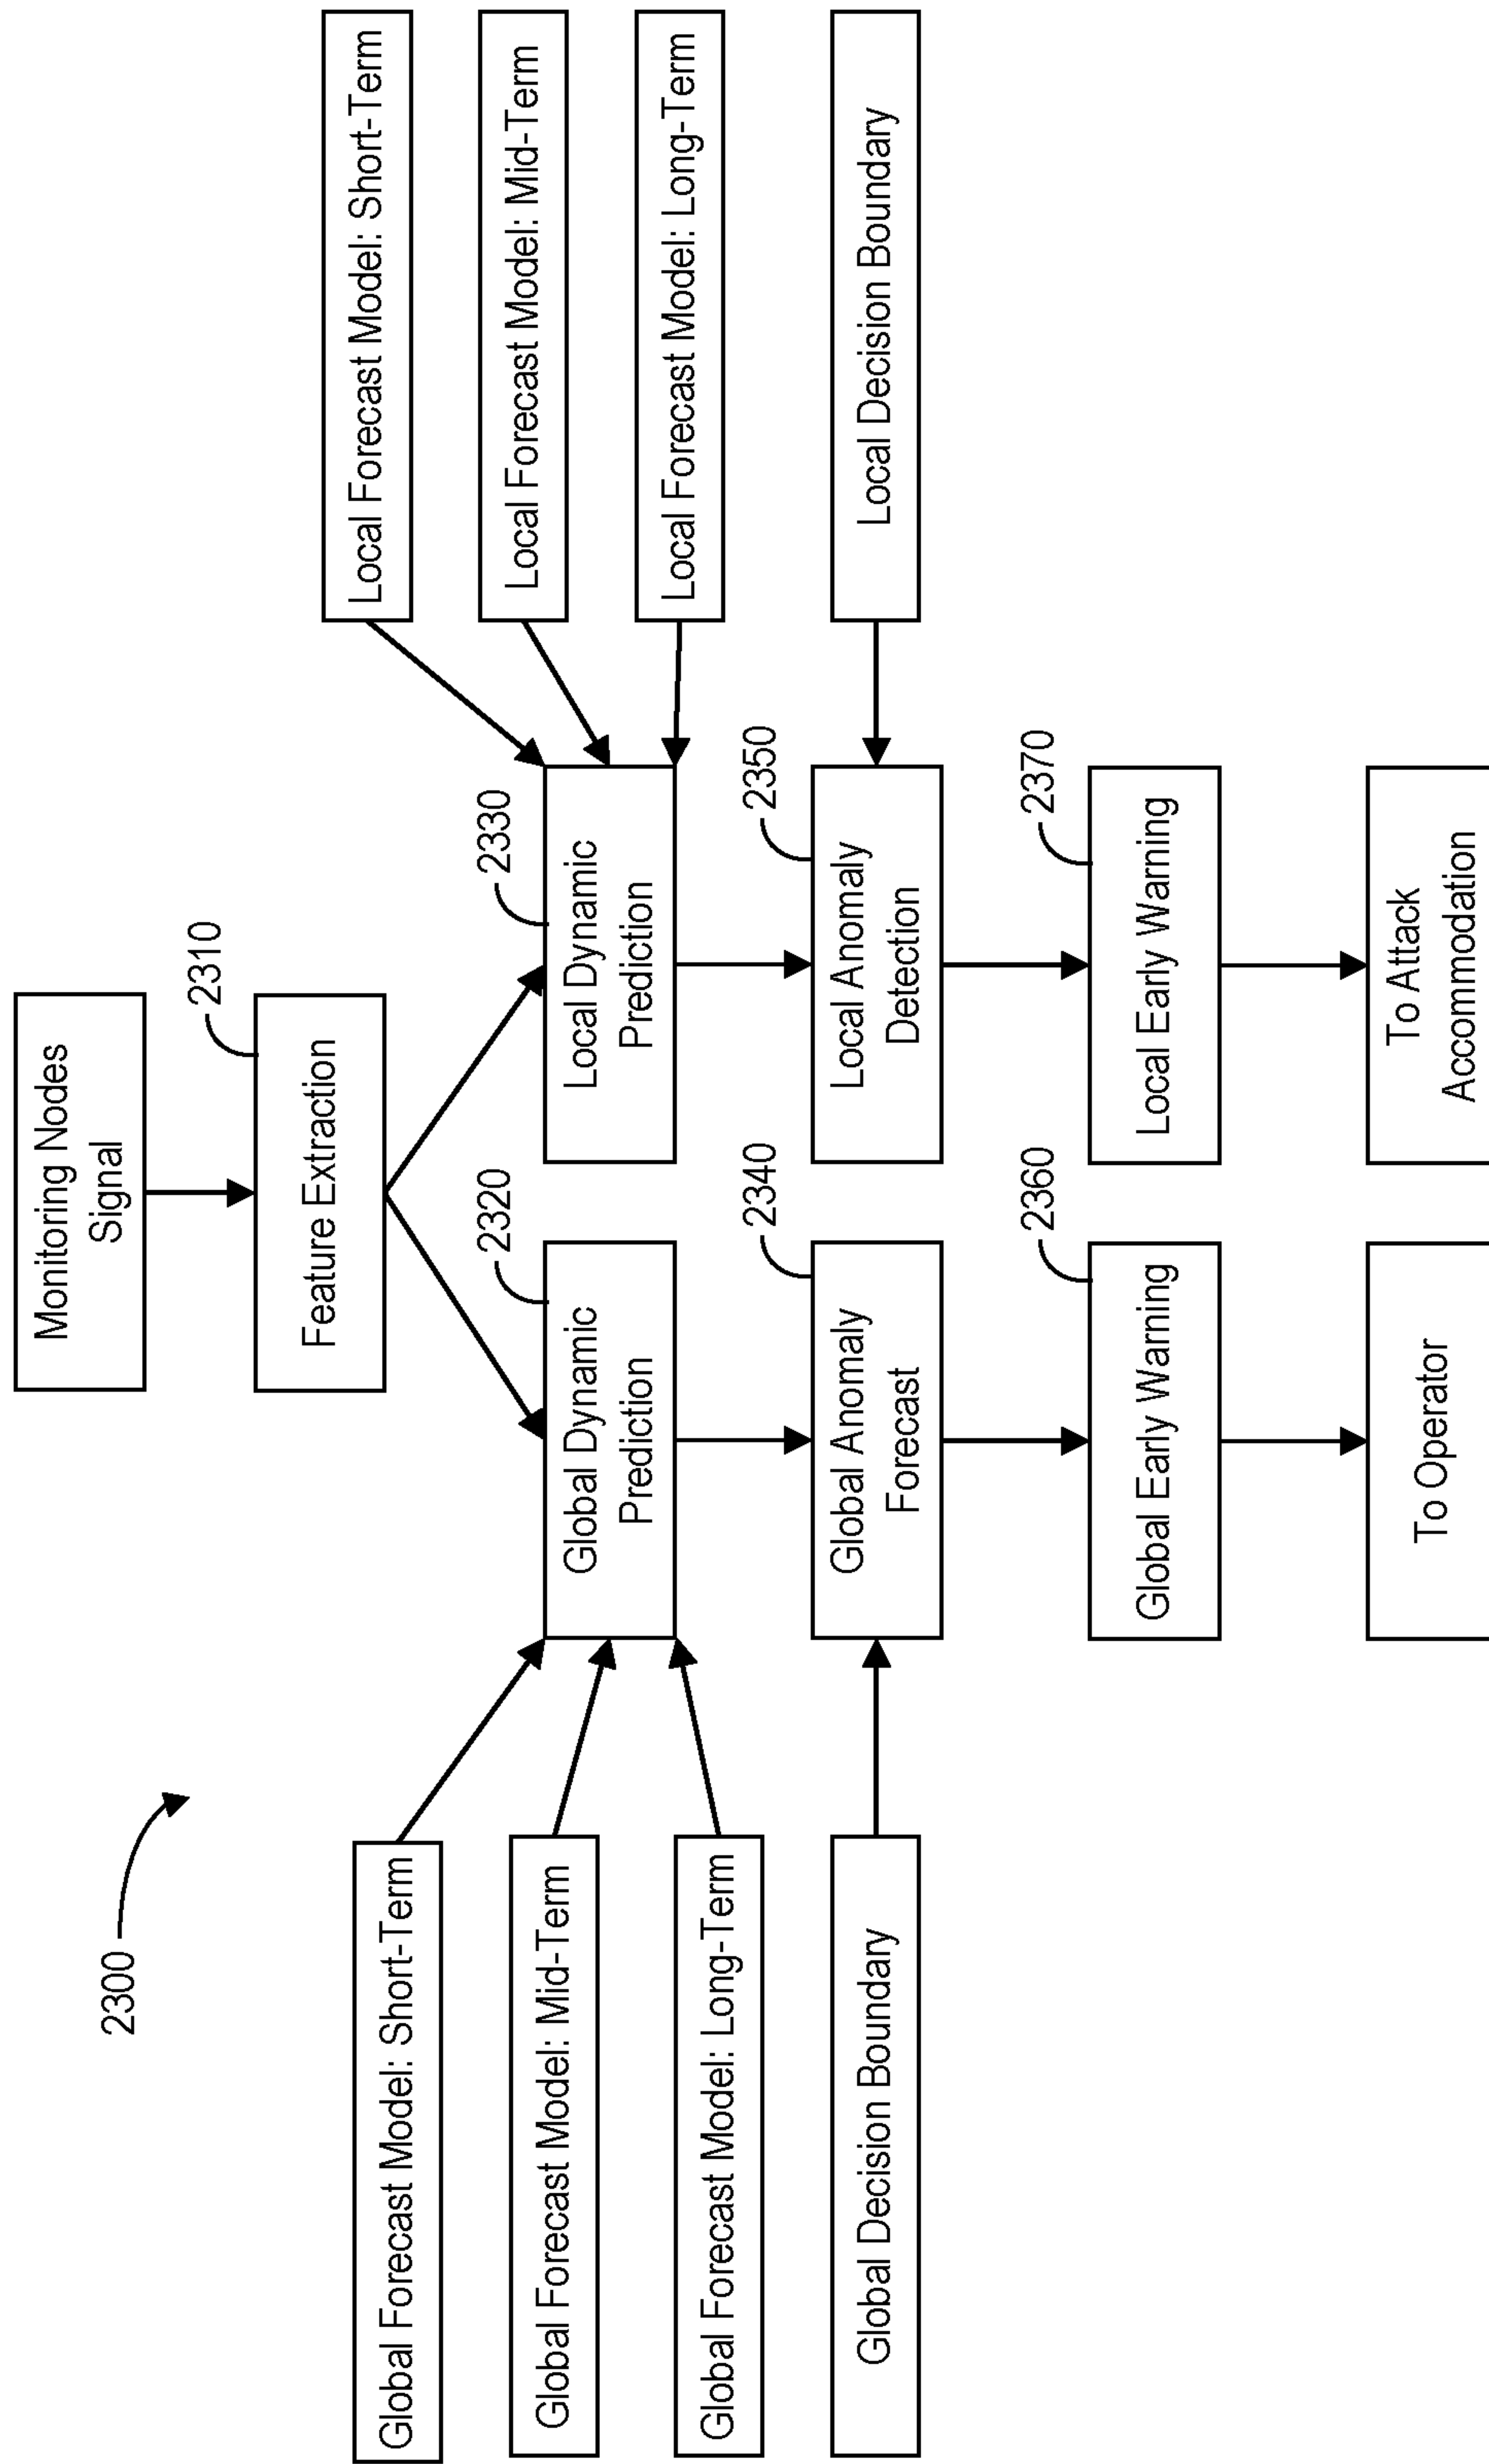 2300
Monitoring Nodes
Signal
2310
Feature Extraction
Global Forecast Model: Short-Term
Global Forecast Model: Mid-Term
Global Forecast Model: Long-Term
2320
Global Dynamic
Prediction
2330
Local Dynamic
Prediction
Local Forecast Model: Short-Term
Local Forecast Model: Mid-Term
Local Forecast Model: Long-Term
Global Decision Boundary
2340
Global Anomaly
Forecast
2350
Local Anomaly
Detection
Local Decision Boundary
2360
Global Early Warning
2370
Local Early Warning
To Operator
To Attack
Accommodation